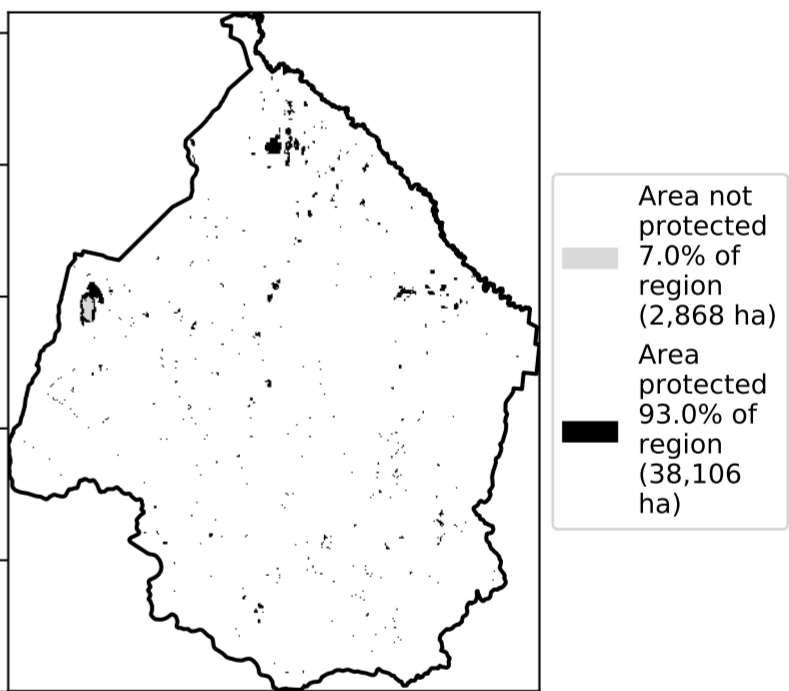 Area not
protected
7.0% of
region
(2,868 ha)
Area
protected
93.0% of
region
(38,106
ha)